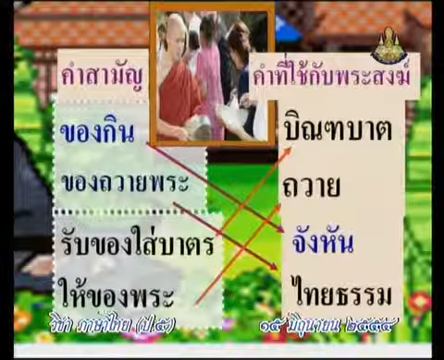 คำสามัญ
คำที่ใช้กับพระสงฆ์
ของกิน
บิณฑบาต
ของถวายพระ
ถวาย
รับของใส่บาตร
จังหัน
ให้ของพระ
ไทยธรรม
วิชา ภาษาไทย (ป.๕)
๑๕ มิถุนายน ๒๕๕๔